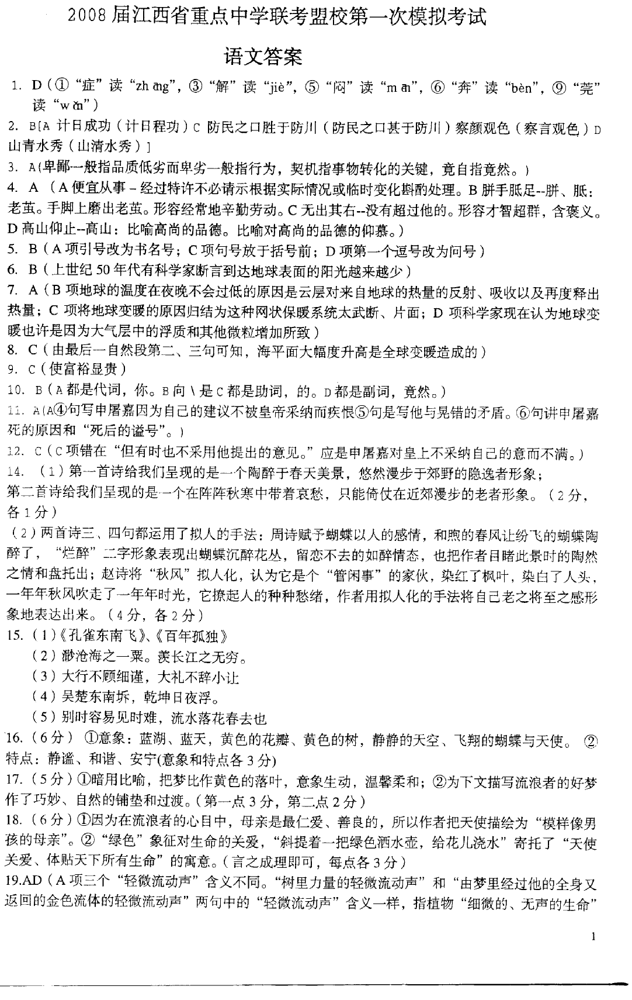 2008 届江西省重点中学联考盟校第一次模拟考试
语文答案
1. D（①“症”读“zhāng”，③“解”读“jiè”，⑤“闷”读“mēn”，⑥“奔”读“bèn”，⑨“莞”
读“wǎn”）
2. B[A 计日成功（计日程功）C 防民之口胜于防川（防民之口甚于防川）察颜观色（察言观色）D
山青水秀（山清水秀）]
3. A(卑鄙一般指品质低劣而卑劣一般指行为，契机指事物转化的关键，竟自指竟然。)
4. A （A 便宜从事－经过特许不必请示根据实际情况或临时变化斟酌处理。B 胼手胝足--胼、胝：
老茧。手脚上磨出老茧。形容经常地辛勤劳动。C 无出其右--没有超过他的。形容才智超群，含褒义。
D 高山仰止--高山：比喻高尚的品德。比喻对高尚的品德的仰慕。）
5. B（A 项引号改为书名号；C 项句号放于括号前；D 项第一个逗号改为问号）
6. B（上世纪 50 年代有科学家断言到达地球表面的阳光越来越少）
7. A（B 项地球的温度在夜晚不会过低的原因是云层对来自地球的热量的反射、吸收以及再度释出
热量；C 项将地球变暖的原因归结为这种网状保暖系统太武断、片面；D 项科学家现在认为地球变
暖也许是因为大气层中的浮质和其他微粒增加所致）
8. C（由最后一自然段第二、三句可知，海平面大幅度升高是全球变暖造成的）
9. C（使富裕显贵）
10. B（A 都是代词，你。B 向\是 C 都是助词，的。D 都是副词，竟然。）
11. A(A④句写申屠嘉因为自己的建议不被皇帝采纳而疾恨⑤句是写他与晃错的矛盾。⑥句讲申屠嘉
死的原因和“死后的谥号”。)
12. C（C 项错在“但有时也不采用他提出的意见。”应是申屠嘉对皇上不采纳自己的意而不满。）
14. （1）第一首诗给我们呈现的是一个陶醉于春天美景，悠然漫步于郊野的隐逸者形象；
第二首诗给我们呈现的是一个在阵阵秋寒中带着哀愁，只能倚仗在近郊漫步的老者形象。（2 分，
各 1 分）
（2）两首诗三、四句都运用了拟人的手法：周诗赋予蝴蝶以人的感情，和煦的春风让纷飞的蝴蝶陶
醉了，“烂醉”二字形象表现出蝴蝶沉醉花丛，留恋不去的如醉情态，也把作者目睹此景时的陶然
之情和盘托出；赵诗将“秋风”拟人化，认为它是个“管闲事”的家伙，染红了枫叶，染白了人头，
一年年秋风吹走了一年年时光，它撩起人的种种愁绪，作者用拟人化的手法将自己老之将至之感形
象地表达出来。（4 分，各 2 分）
15.（1）《孔雀东南飞》、《百年孤独》
（2）渺沧海之一粟。羡长江之无穷。
（3）大行不顾细谨，大礼不辞小让
（4）吴楚东南坼，乾坤日夜浮。
（5）别时容易见时难，流水落花春去也
16.（6 分） ①意象：蓝湖、蓝天，黄色的花瓣、黄色的树，静静的天空、飞翔的蝴蝶与天使。 ②
特点：静谧、和谐、安宁(意象和特点各 3 分)
17.（5 分）①暗用比喻，把梦比作黄色的落叶，意象生动，温馨柔和；②为下文描写流浪者的好梦
作了巧妙、自然的铺垫和过渡。（第一点 3 分，第二点 2 分）
18.（6 分）①因为在流浪者的心目中，母亲是最仁爱、善良的，所以作者把天使描绘为“模样像男
孩的母亲”。②“绿色”象征对生命的关爱，“斜提着一把绿色洒水壶，给花儿浇水”寄托了“天使
关爱、体贴天下所有生命”的寓意。（言之成理即可，每点各 3 分）
19.AD（A 项三个“轻微流动声”含义不同。“树里力量的轻微流动声”和“由梦里经过他的全身又
返回的金色流体的轻微流动声”两句中的“轻微流动声”含义一样，指植物“细微的、无声的生命”
1